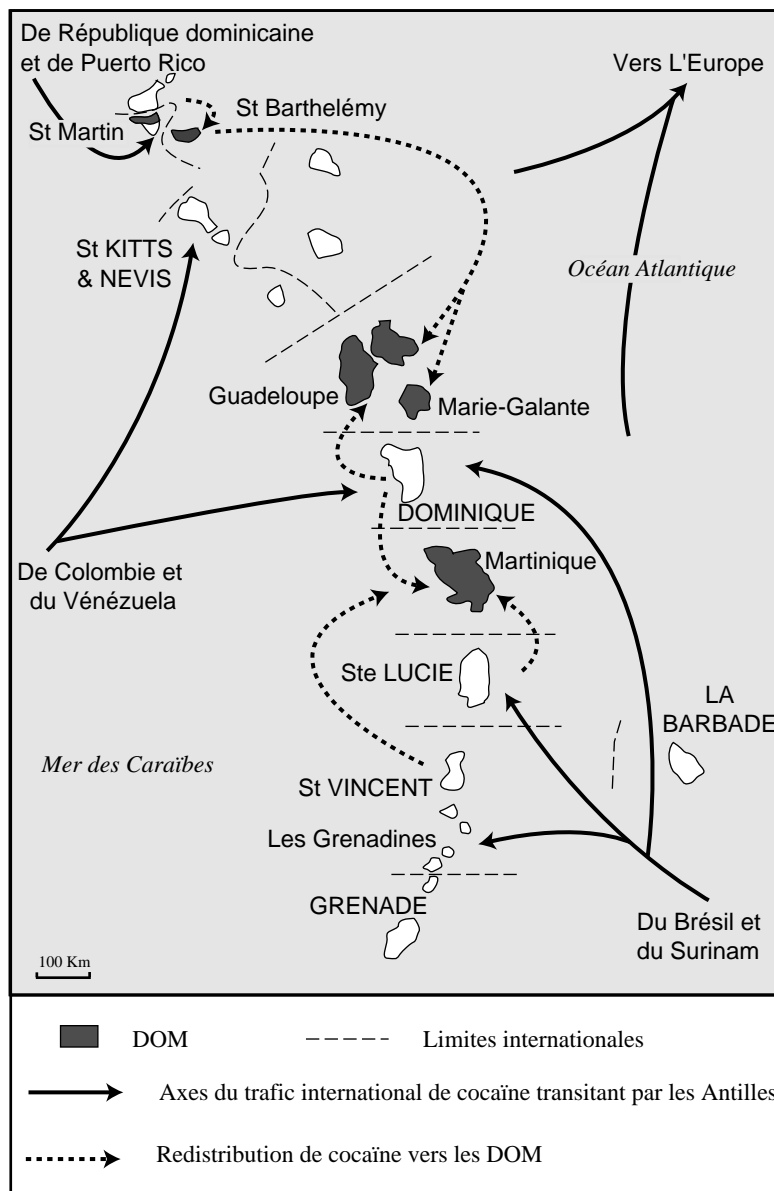 De République dominicaine
et de Puerto Rico
Vers L'Europe
St Barthelémy
St Martin
St KITTS
& NEVIS
Océan Atlantique
Guadeloupe
Marie-Galante
DOMINIQUE
De Colombie et
du Vénézuela
Martinique
Ste LUCIE
LA
BARBADE
Mer des Caraïbes
St VINCENT
Les Grenadines
GRENADE
Du Brésil et
du Surinam
100 Km
DOM
Limites internationales
Axes du trafic international de cocaïne transitant par les Antilles
Redistribution de cocaïne vers les DOM